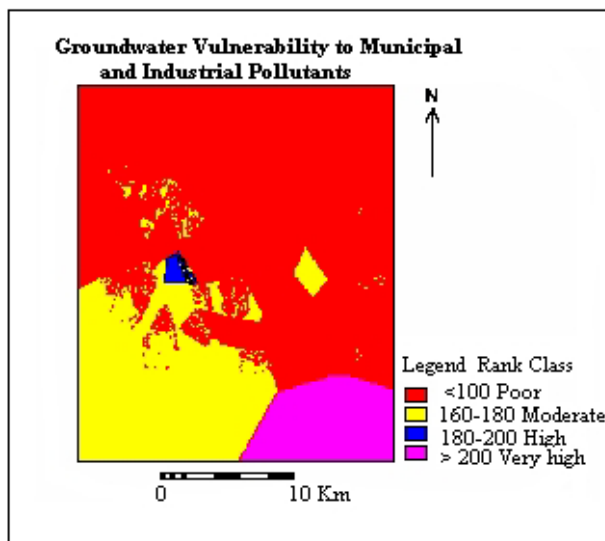 Groundwater Vulnerability to Municipal
and Industrial Pollutants
N
Legend Rank Class
<100 Poor
160-180 Moderate
180-200 High
> 200 Very high
0 10 Km